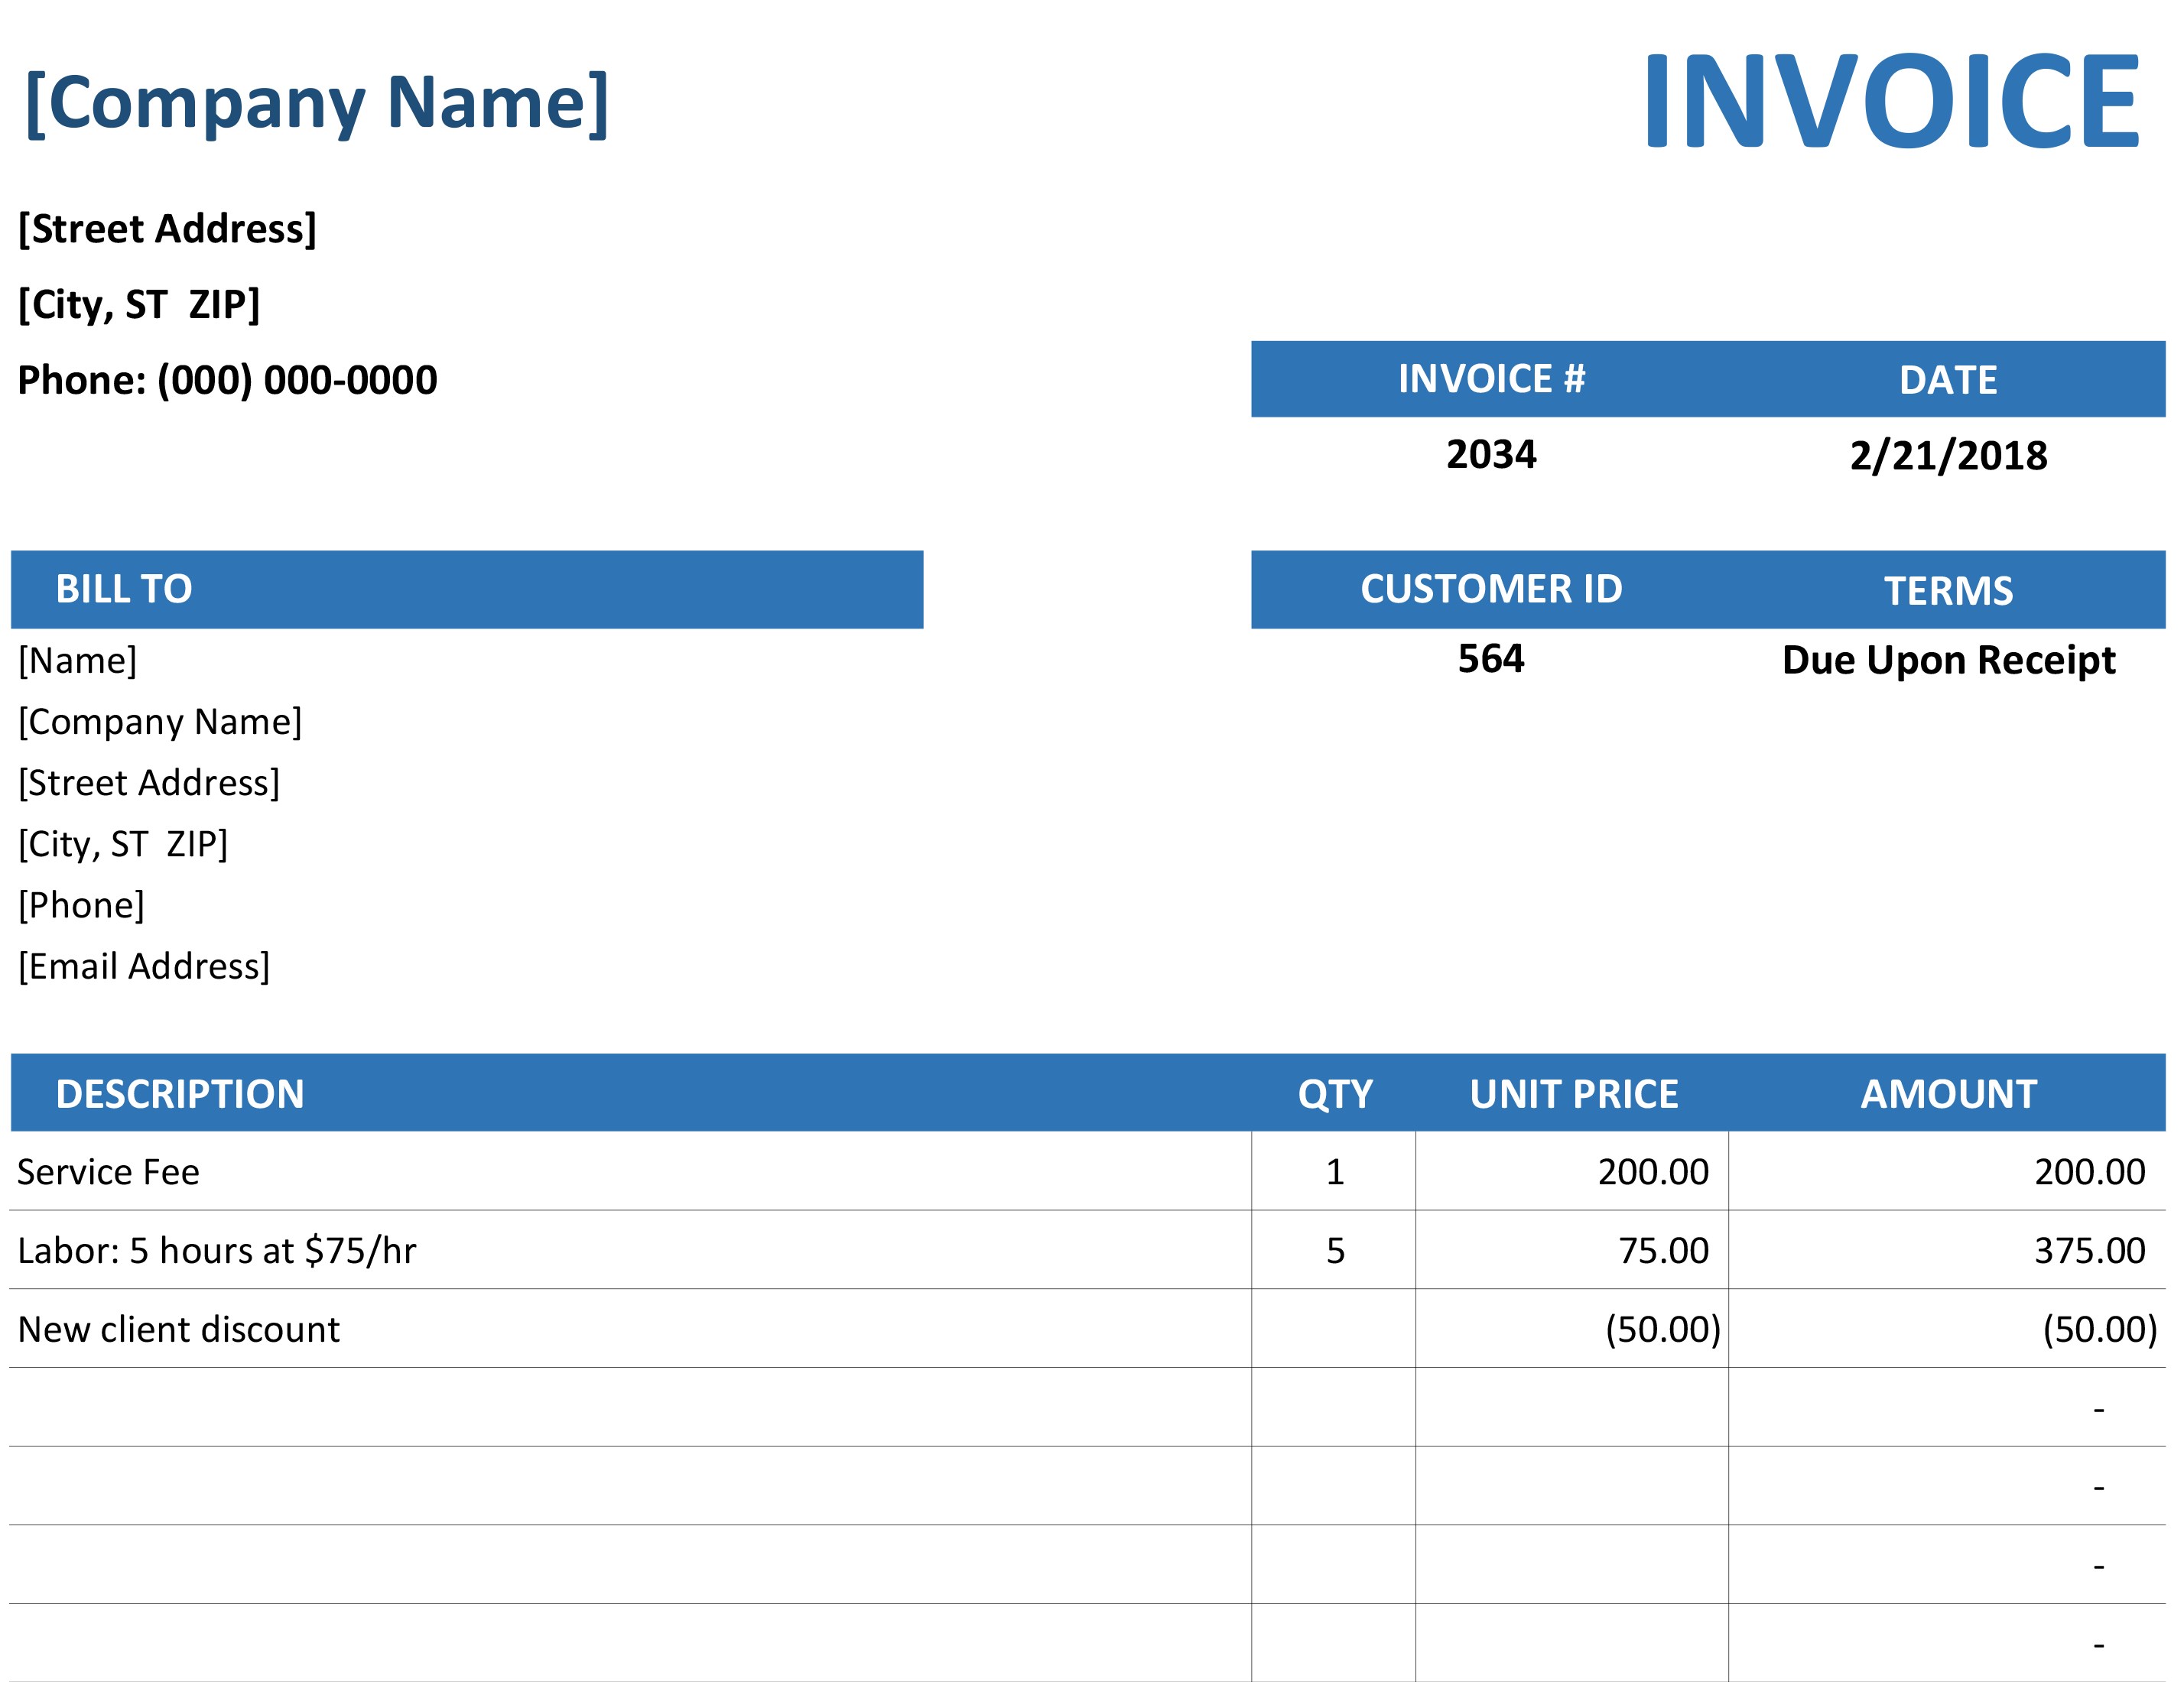 [Company Name] INVOICE
[Street Address]
[City, ST  ZIP]
Phone: (000) 000-0000
INVOICE # DATE
2034 2/21/2018
BILL TO
CUSTOMER ID TERMS
[Name]
564 Due Upon Receipt
[Company Name]
[Street Address]
[City, ST  ZIP]
[Phone]
[Email Address]
DESCRIPTION QTY UNIT PRICE AMOUNT
Service Fee 1 200.00 200.00
Labor: 5 hours at $75/hr 5 75.00 375.00
New client discount (50.00) (50.00)
-
-
-
-